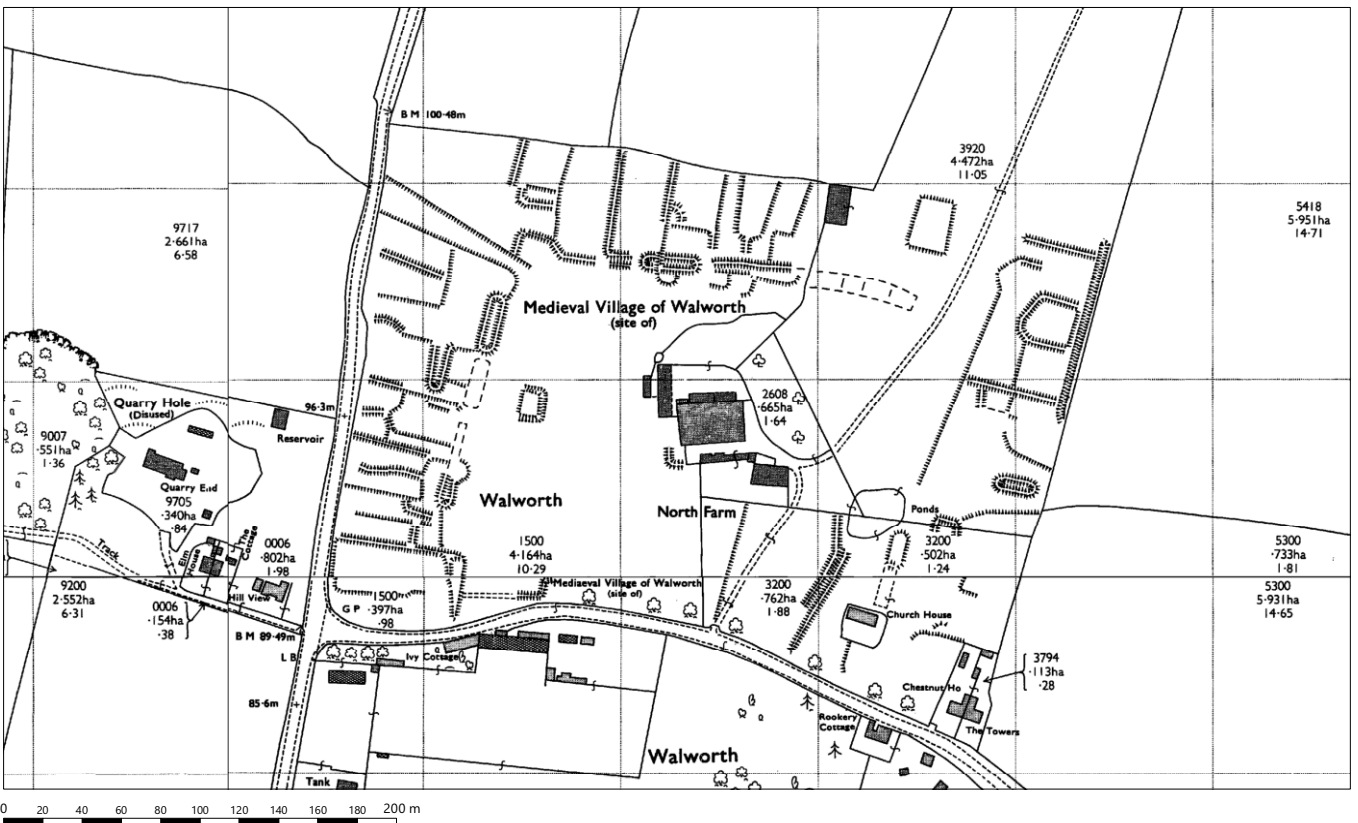 B M 100·48m
3920
4·472ha
11·05
5418
5·951ha
14·71
9717
2·661ha
6·58
Medieval Village of Walworth
(site of)
Quarry Hole
(Disused)
96·3m
Reservoir
2608
·665ha
1·64
9007
·551ha
1·36
Quarry End
9705
·340ha
·84
Walworth
North Farm
Ponds
Track
Elm
House
The
Cottage
0006
·802ha
1·98
1500
4·164ha
10·29
3200
·502ha
1·24
5300
·733ha
1·81
9200
2·552ha
6·31
0006
·154ha
·38
Hill View
G P
1500
·397ha
·98
Mediaeval Village of Walworth
(site of)
3200
·762ha
1·88
5300
5·931ha
14·65
Church House
B M 89·49m
L B
Ivy Cottage
3794
·113ha
·28
Chestnut Ho
85·6m
Rookery
Cottage
The Towers
Walworth
Tank
0 20 40 60 80 100 120 140 160 180 200 m